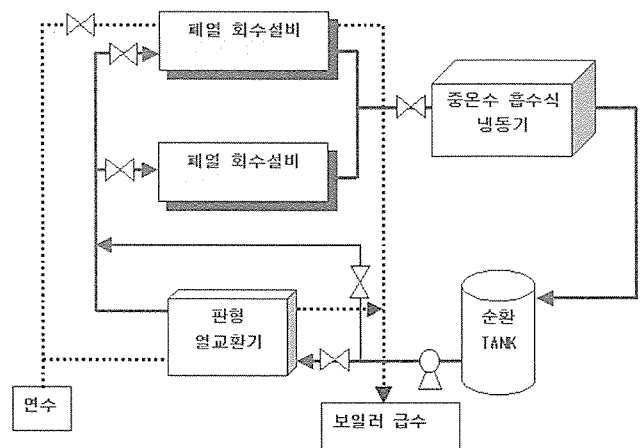 폐열 회수설비
중온수 흡수식
냉동기
폐열 회수설비
판형
열교환기
순환
TANK
연수
보일러 급수